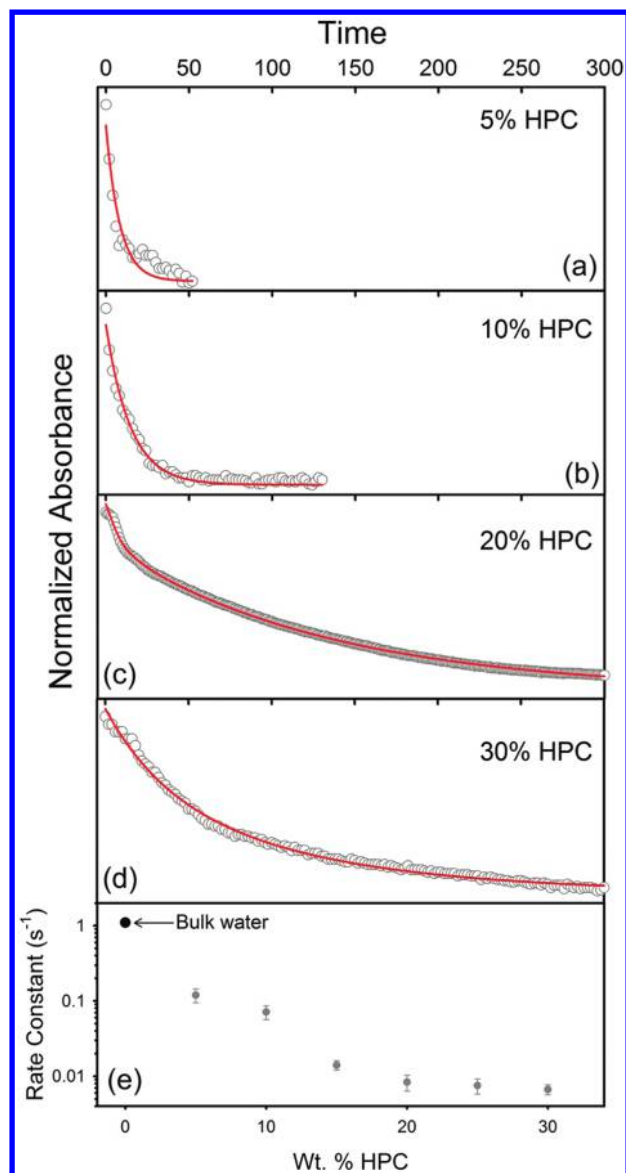 Time
0 50 100 150 200 250 300
5% HPC
(a)
10% HPC
(b)
Normalized Absorbance
20% HPC
(c)
30% HPC
(d)
Rate Constant (s⁻¹)
1
Bulk water
0.1
0.01
(e)
0 10 20 30
Wt. % HPC